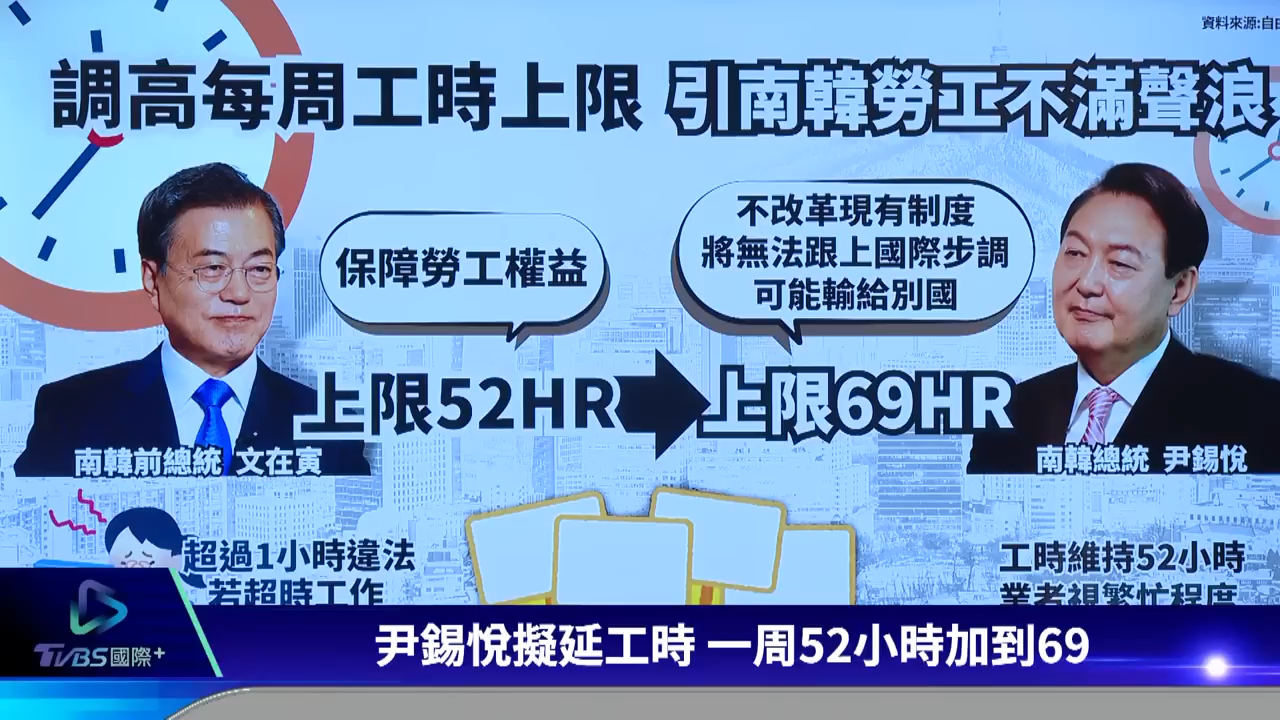 資料來源:自由
調高每周工時上限 引南韓勞工不滿聲浪
保障勞工權益
不改革現有制度
將無法跟上國際步調
可能輸給別國
上限52HR
上限69HR
南韓前總統 文在寅
南韓總統 尹錫悅
超過1小時違法
若超時工作
工時維持52小時
業者視繁忙程度
尹錫悅擬延工時 一周52小時加到69
TVBS國際+